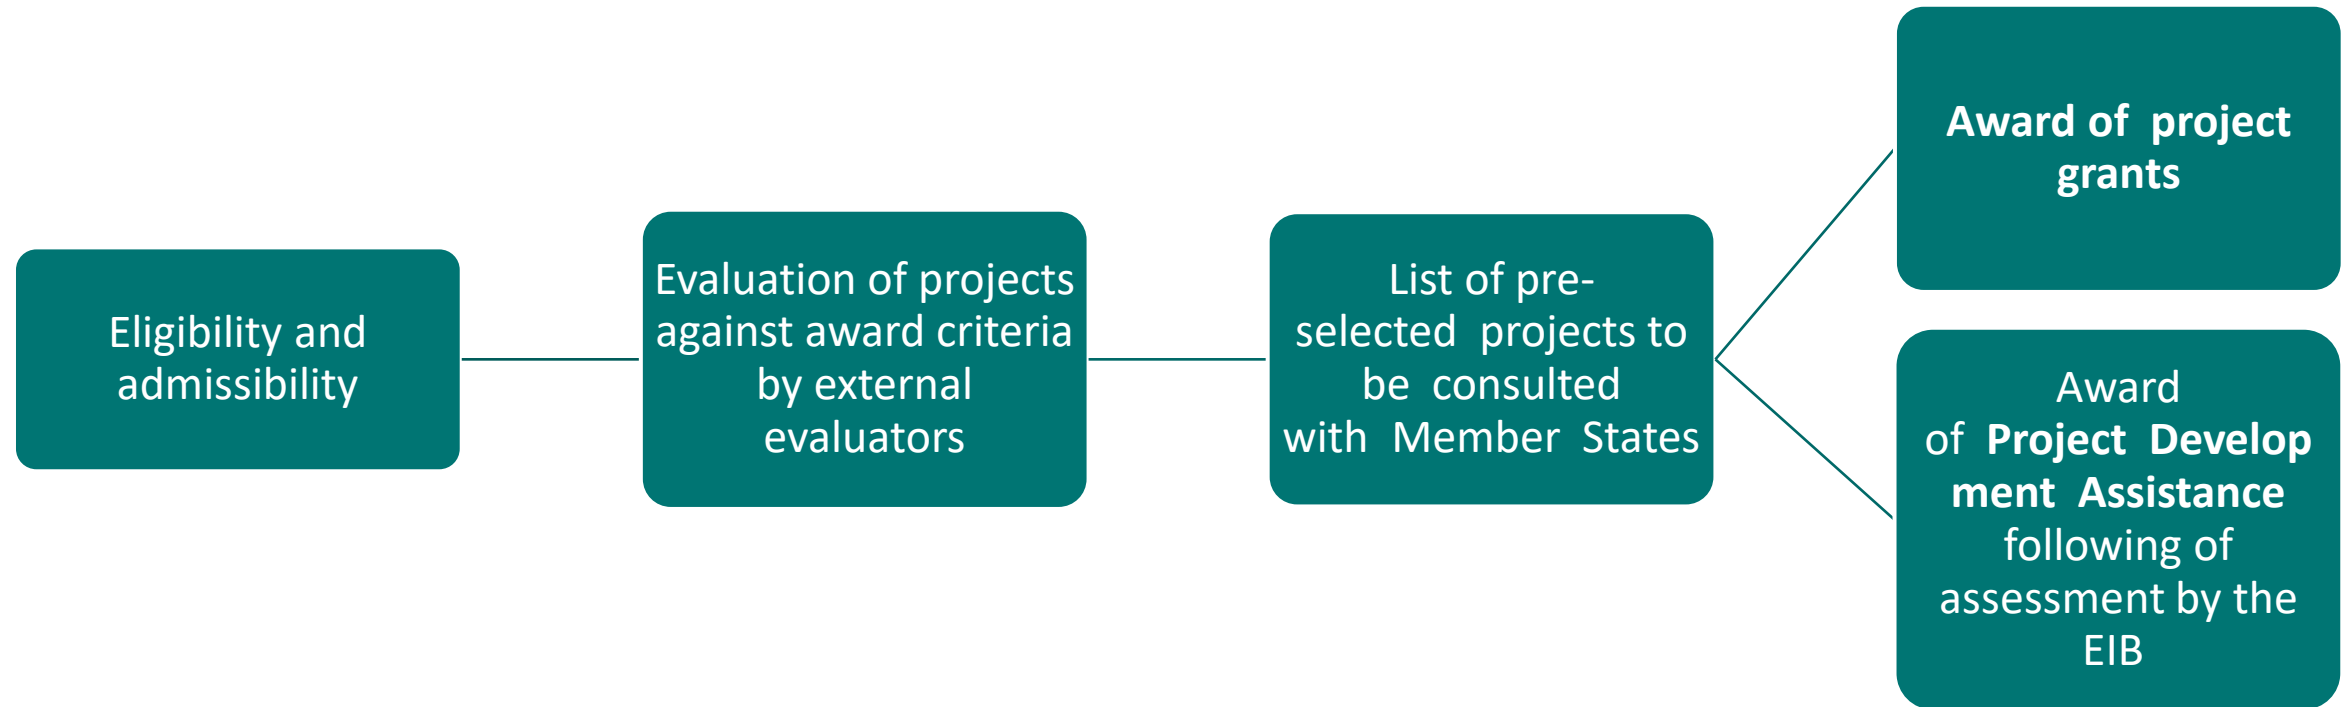 Eligibility and
admissibility
Evaluation of projects
against award criteria
by external
evaluators
List of pre-
selected projects to
be consulted
with Member States
Award of project
grants
Award
of Project Develop
ment Assistance
following of
assessment by the
EIB